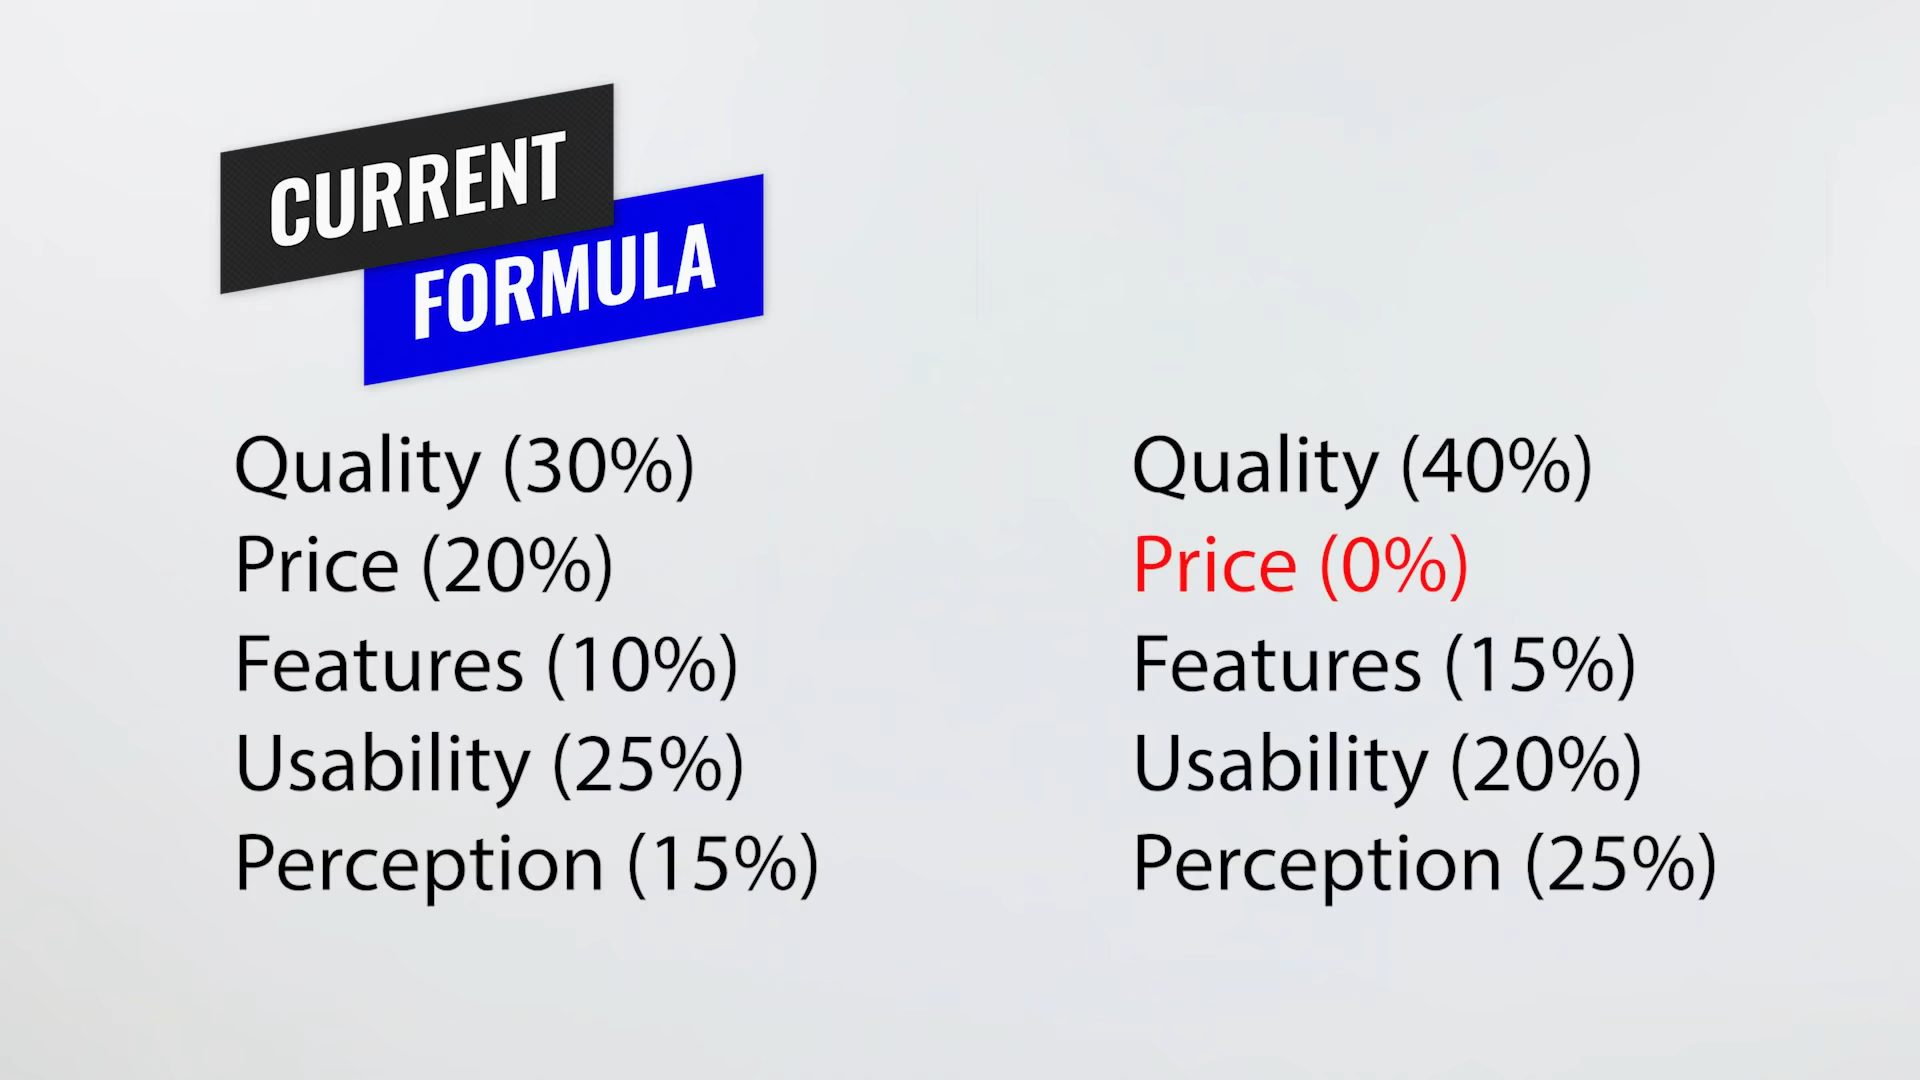 CURRENT
FORMULA
Quality (30%)
Price (20%)
Features (10%)
Usability (25%)
Perception (15%)
Quality (40%)
Price (0%)
Features (15%)
Usability (20%)
Perception (25%)